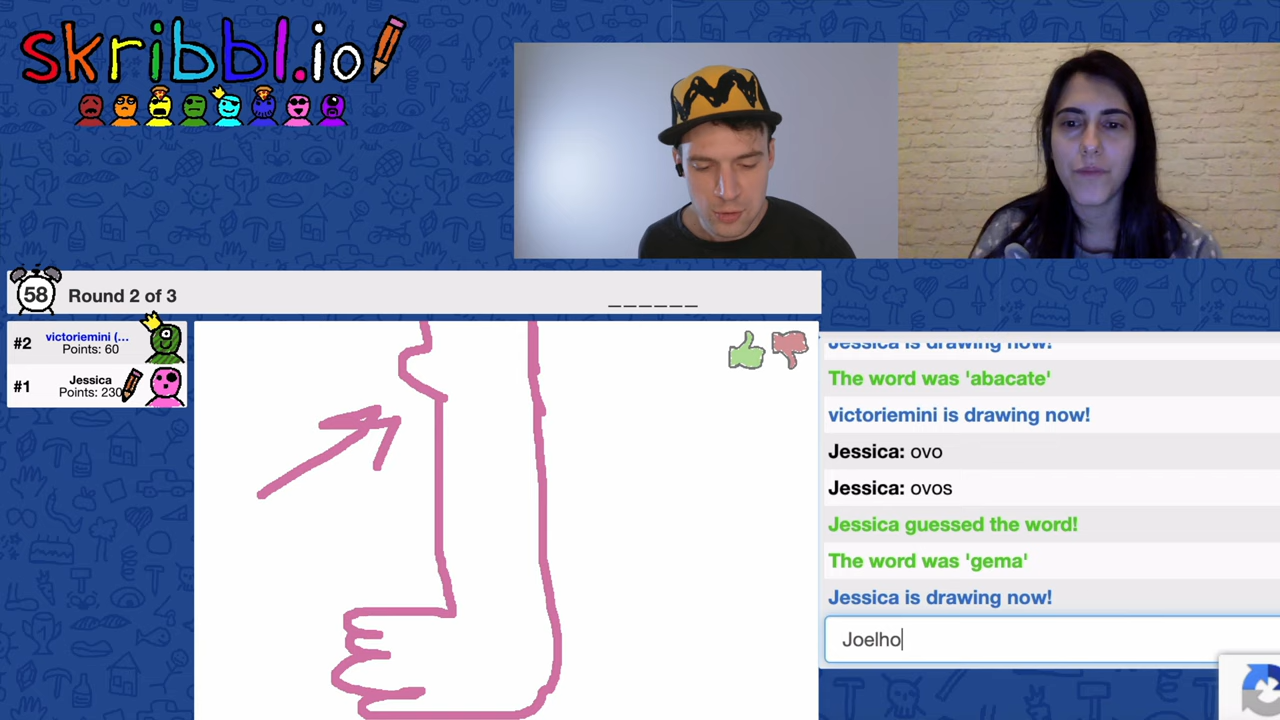 skribbl.io
58
Round 2 of 3
______
#2
victoriemini (...
Points: 60
#1
Jessica
Points: 230
Jessica is drawing now!
The word was 'abacate'
victoriemini is drawing now!
Jessica: ovo
Jessica: ovos
Jessica guessed the word!
The word was 'gema'
Jessica is drawing now!
Joelho